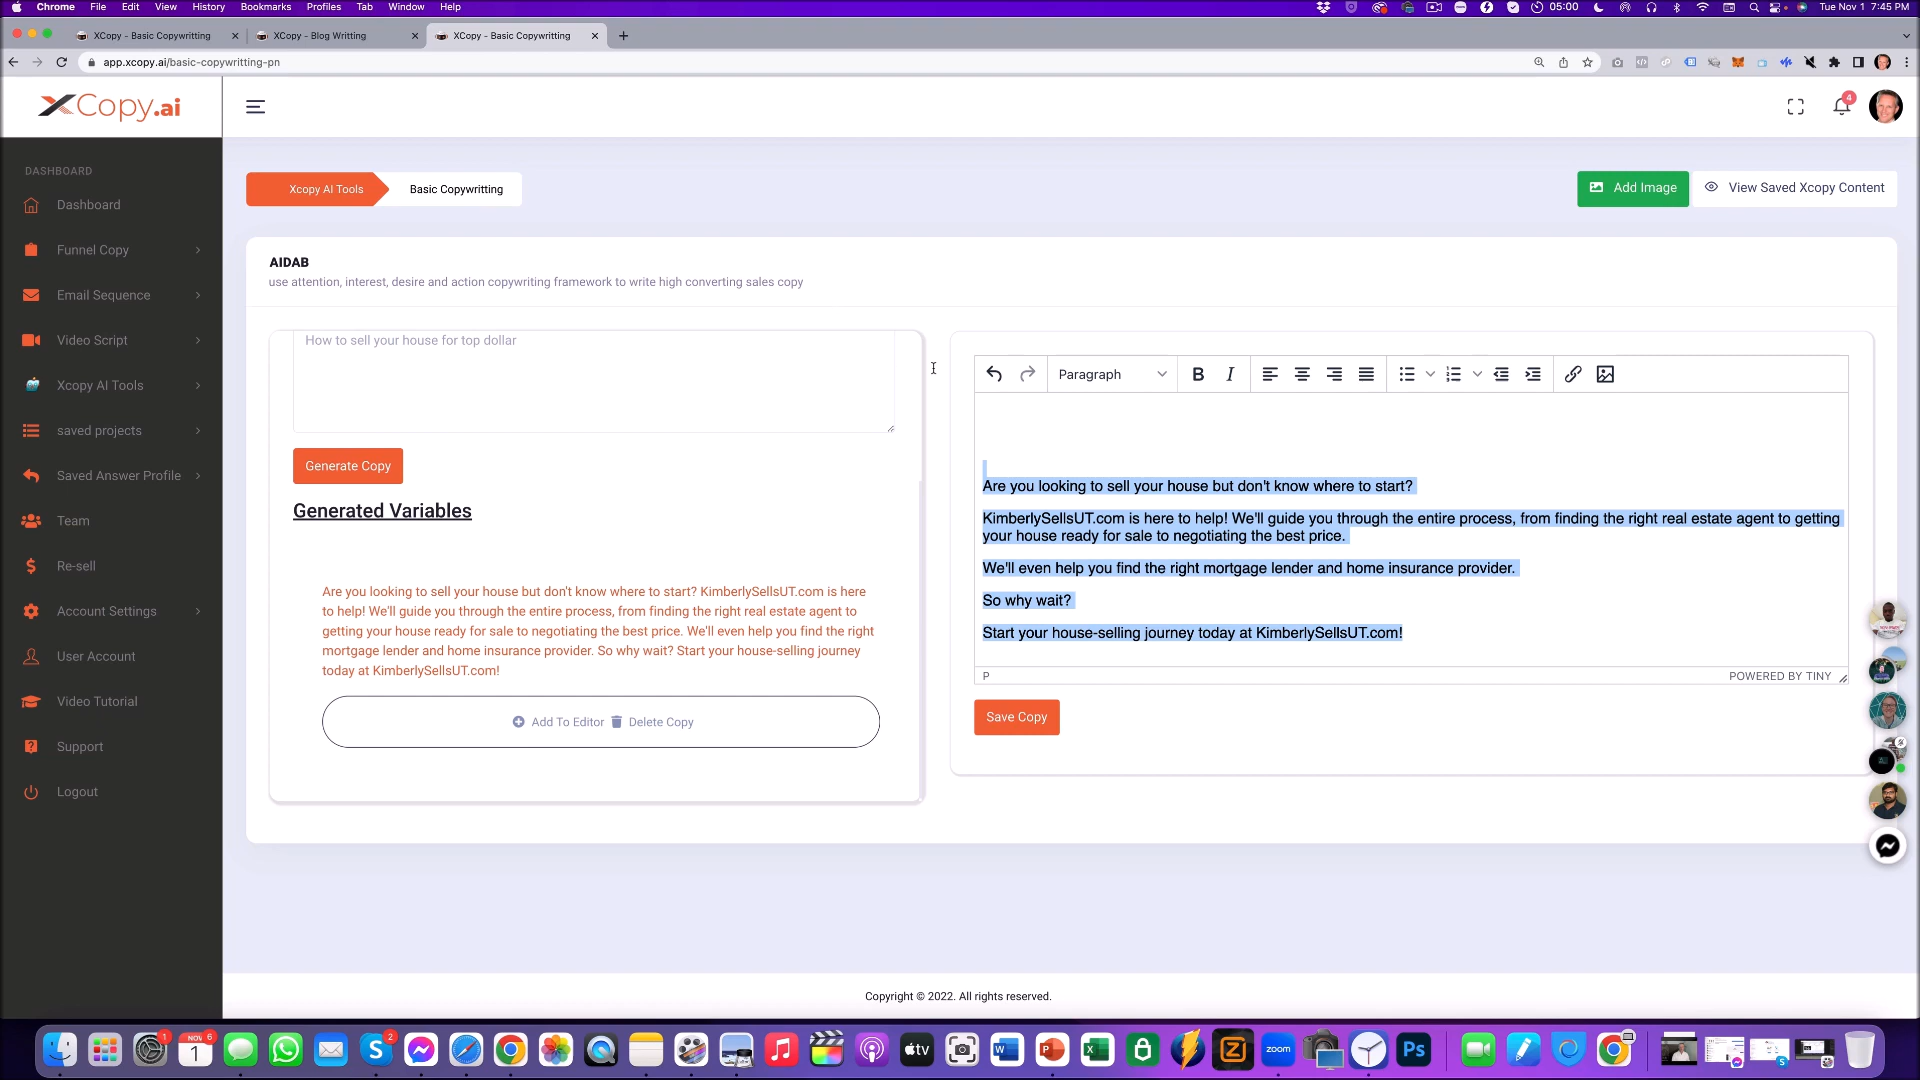 Chrome File Edit View History Bookmarks Profiles Tab Window Help
05:00
Tue Nov 1 7:45 PM
XCopy - Basic Copywritting
XCopy - Blog Writting
XCopy - Basic Copywritting
app.xcopy.ai/basic-copywritting-pn
XCopy.ai
4
DASHBOARD
Dashboard
Funnel Copy
Email Sequence
Video Script
Xcopy AI Tools
saved projects
Saved Answer Profile
Team
Re-sell
Account Settings
User Account
Video Tutorial
Support
Logout
Xcopy AI Tools
Basic Copywriting
Add Image
View Saved Xcopy Content
AIDAB
use attention, interest, desire and action copywriting framework to write high converting sales copy
How to sell your house for top dollar
Generate Copy
Generated Variables
Are you looking to sell your house but don't know where to start? KimberlySellsUT.com is here
to help! We'll guide you through the entire process, from finding the right real estate agent to
getting your house ready for sale to negotiating the best price. We'll even help you find the right
mortgage lender and home insurance provider. So why wait? Start your house-selling journey
today at KimberlySellsUT.com!
Add To Editor
Delete Copy
Paragraph
B
I
Are you looking to sell your house but don't know where to start?
KimberlySellsUT.com is here to help! We'll guide you through the entire process, from finding the right real estate agent to getting
your house ready for sale to negotiating the best price.
We'll even help you find the right mortgage lender and home insurance provider.
So why wait?
Start your house-selling journey today at KimberlySellsUT.com!
P
POWERED BY TINY
Save Copy
Copyright © 2022. All rights reserved.
1
NOV
1
6
2
tv
zoom
Ps